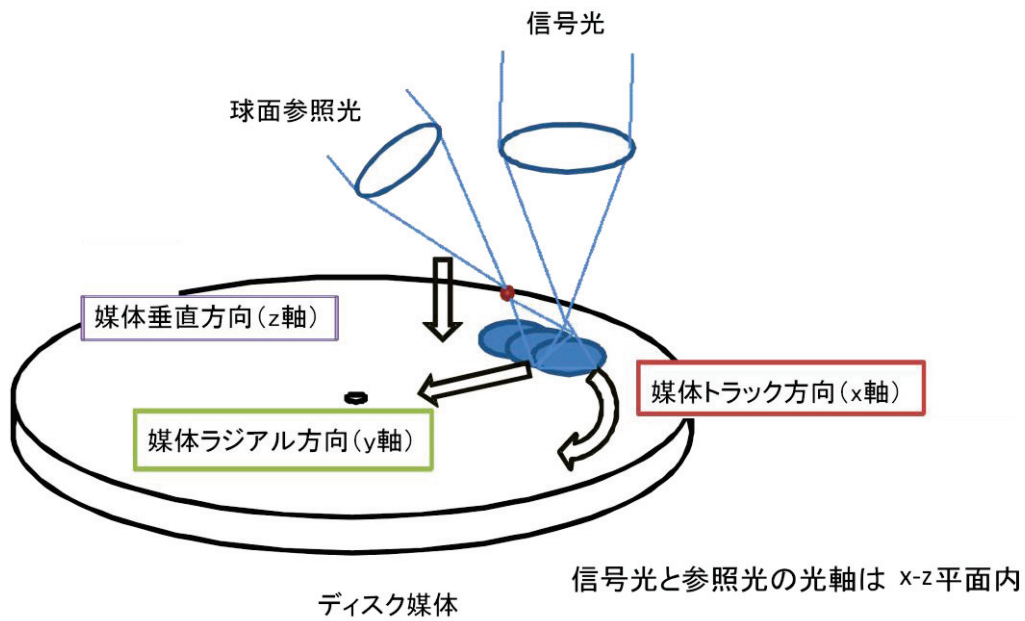 信号光
球面参照光
媒体垂直方向(z軸)
媒体トラック方向(x軸)
媒体ラジアル方向(y軸)
信号光と参照光の光軸は x-z平面内
ディスク媒体